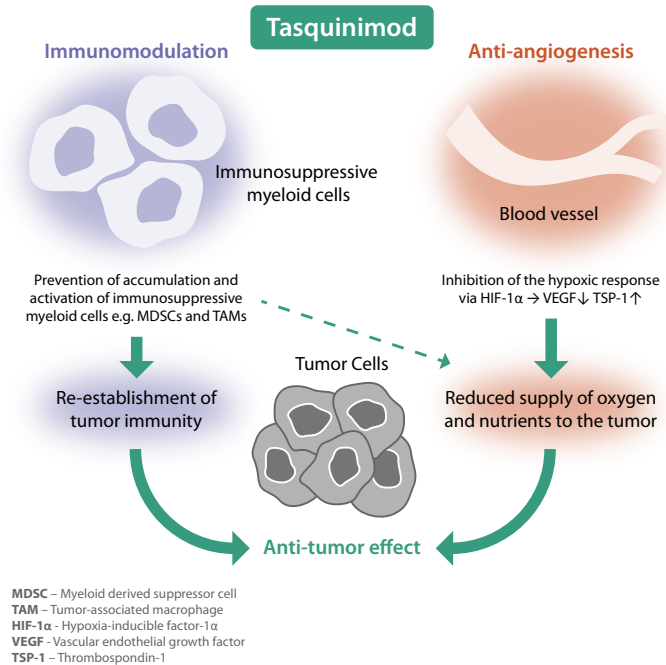 Tasquinimod
Immunomodulation
Anti-angiogenesis
Immunosuppressive
myeloid cells
Blood vessel
Prevention of accumulation and
activation of immunosuppressive
myeloid cells e.g. MDSCs and TAMs
Inhibition of the hypoxic response
via HIF-1α → VEGF↓ TSP-1↑
Tumor Cells
Re-establishment of
tumor immunity
Reduced supply of oxygen
and nutrients to the tumor
Anti-tumor effect
MDSC – Myeloid derived suppressor cell
TAM – Tumor-associated macrophage
HIF-1α - Hypoxia-inducible factor-1α
VEGF - Vascular endothelial growth factor
TSP-1 – Thrombospondin-1